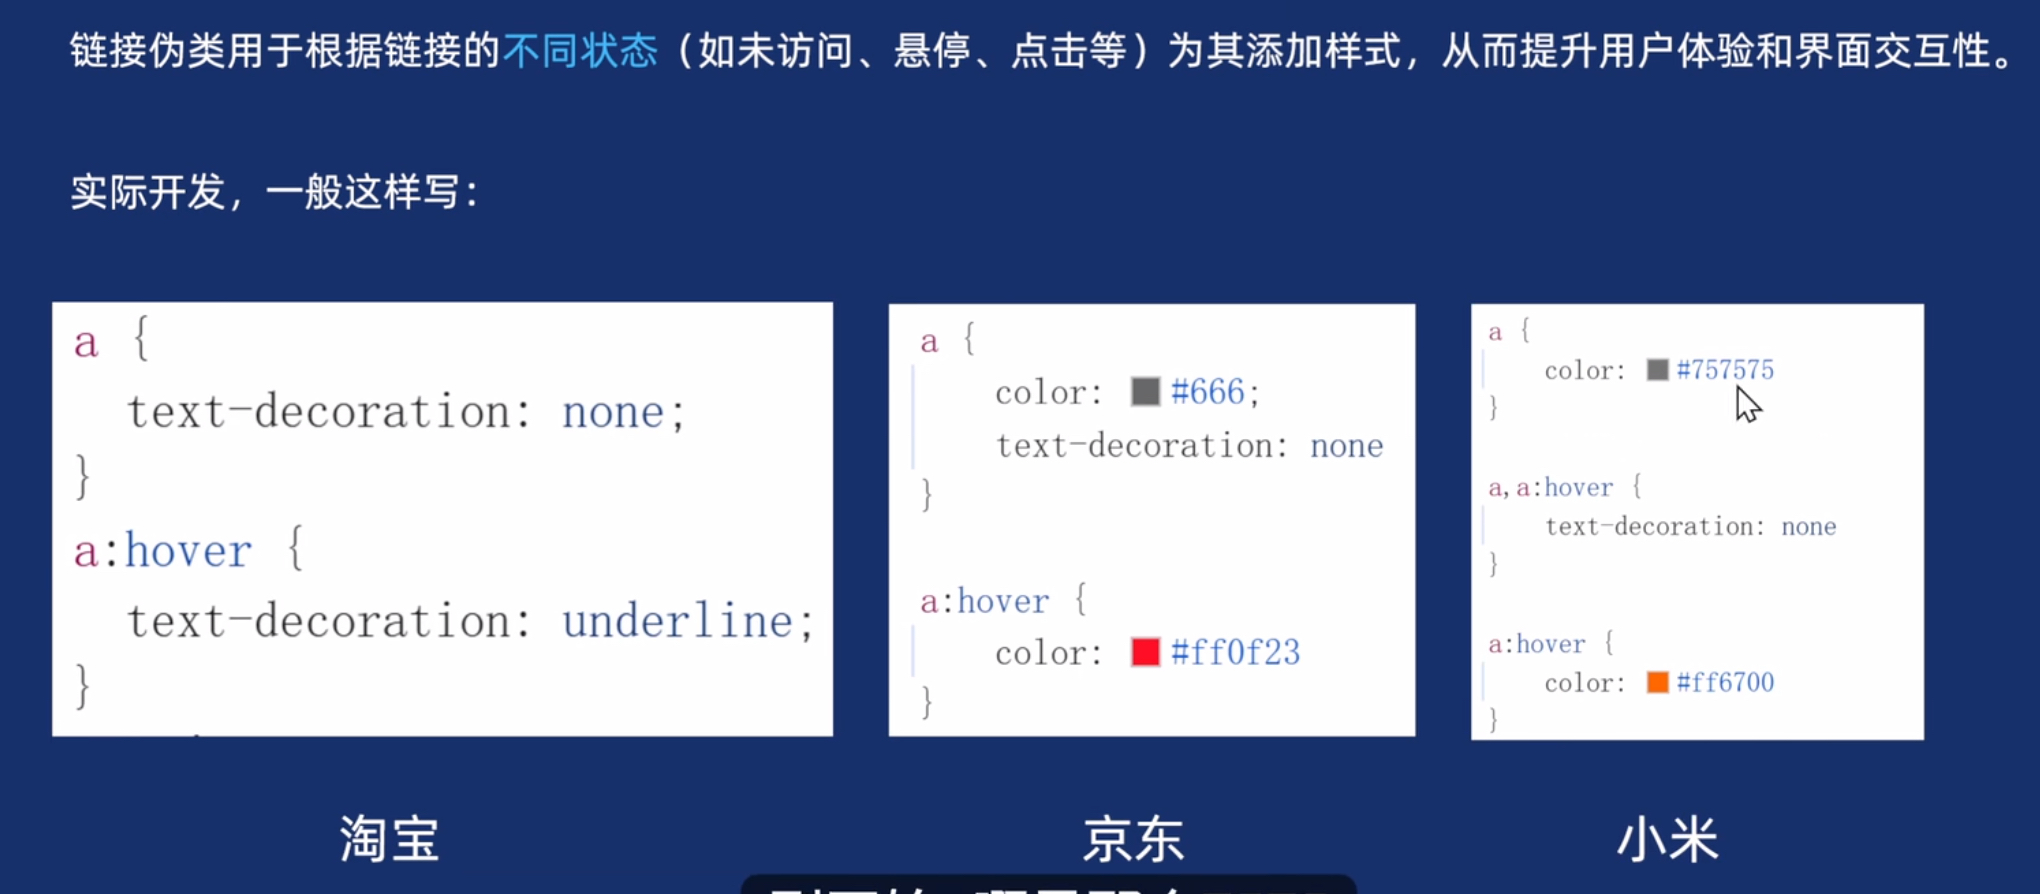 链接伪类用于根据链接的不同状态（如未访问、悬停、点击等）为其添加样式，从而提升用户体验和界面交互性。
实际开发，一般这样写：
a {
text-decoration: none;
}
a:hover {
text-decoration: underline;
}
淘宝
a {
color: #666;
text-decoration: none
}
a:hover {
color: #ff0f23
}
京东
a {
color: #757575
}
a,a:hover {
text-decoration: none
}
a:hover {
color: #ff6700
}
小米